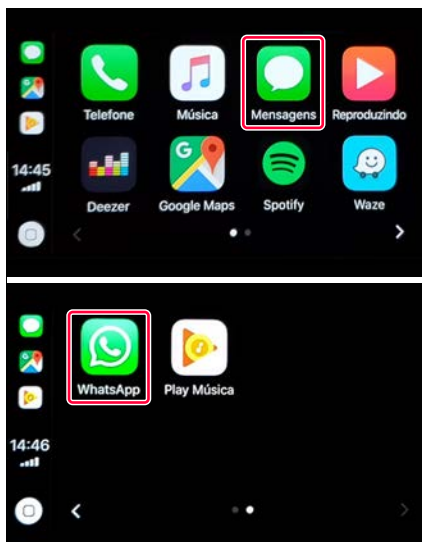 Telefone
Música
Mensagens
Reproduzindo
14:45
Deezer
G
Google Maps
Spotify
Waze
WhatsApp
Play Música
14:46